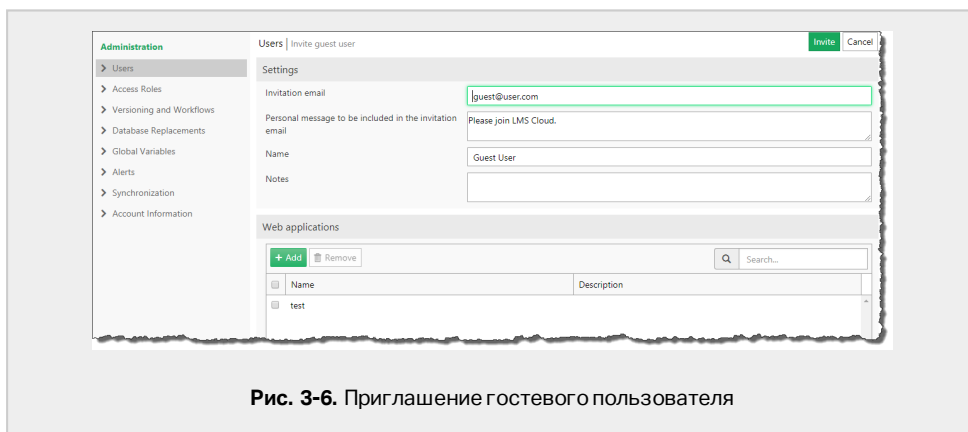 Administration
Users
Access Roles
Versioning and Workflows
Database Replacements
Global Variables
Alerts
Synchronization
Account Information
Users | Invite guest user
Invite Cancel
Settings
Invitation email
guest@user.com
Personal message to be included in the invitation
email
Please join LMS Cloud.
Name
Guest User
Notes
Web applications
+ Add Remove
Search...
Name Description
test
Рис. 3-6. Приглашение гостевого пользователя